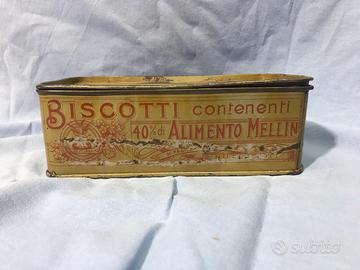 BISCOTTI contenenti
40% di ALIMENTO MELLIN
subito